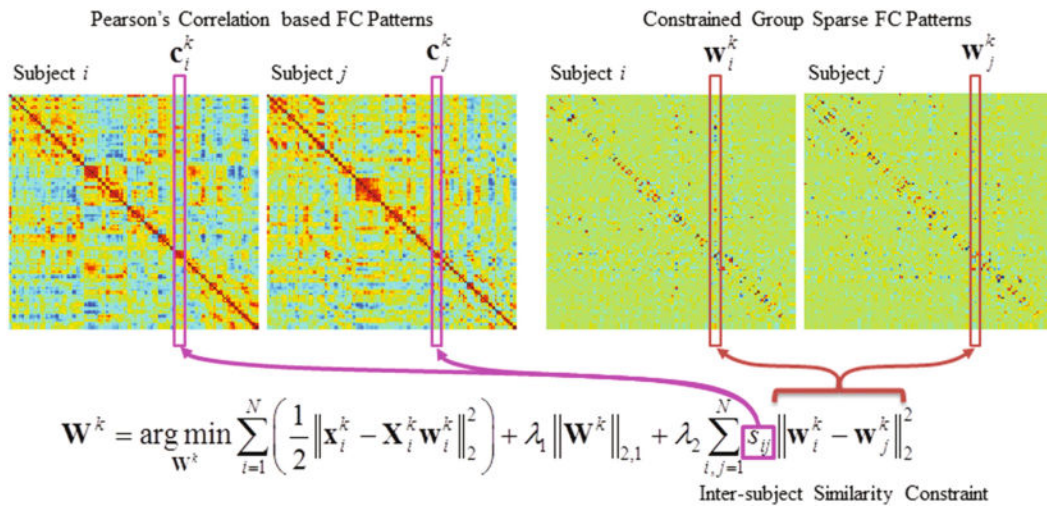 Pearson's Correlation based FC Patterns
Constrained Group Sparse FC Patterns
Subject i
c_i^k
Subject j
c_j^k
Subject i
w_i^k
Subject j
w_j^k
W^k = arg min_{W^k} ∑_{i=1}^{N} ( 1/2 ‖x_i^k − X_i^k w_i^k‖_2^2 ) + λ_1 ‖W^k‖_{2,1} + λ_2 ∑_{i,j=1}^{N} s_{ij} ‖w_i^k − w_j^k‖_2^2
Inter-subject Similarity Constraint